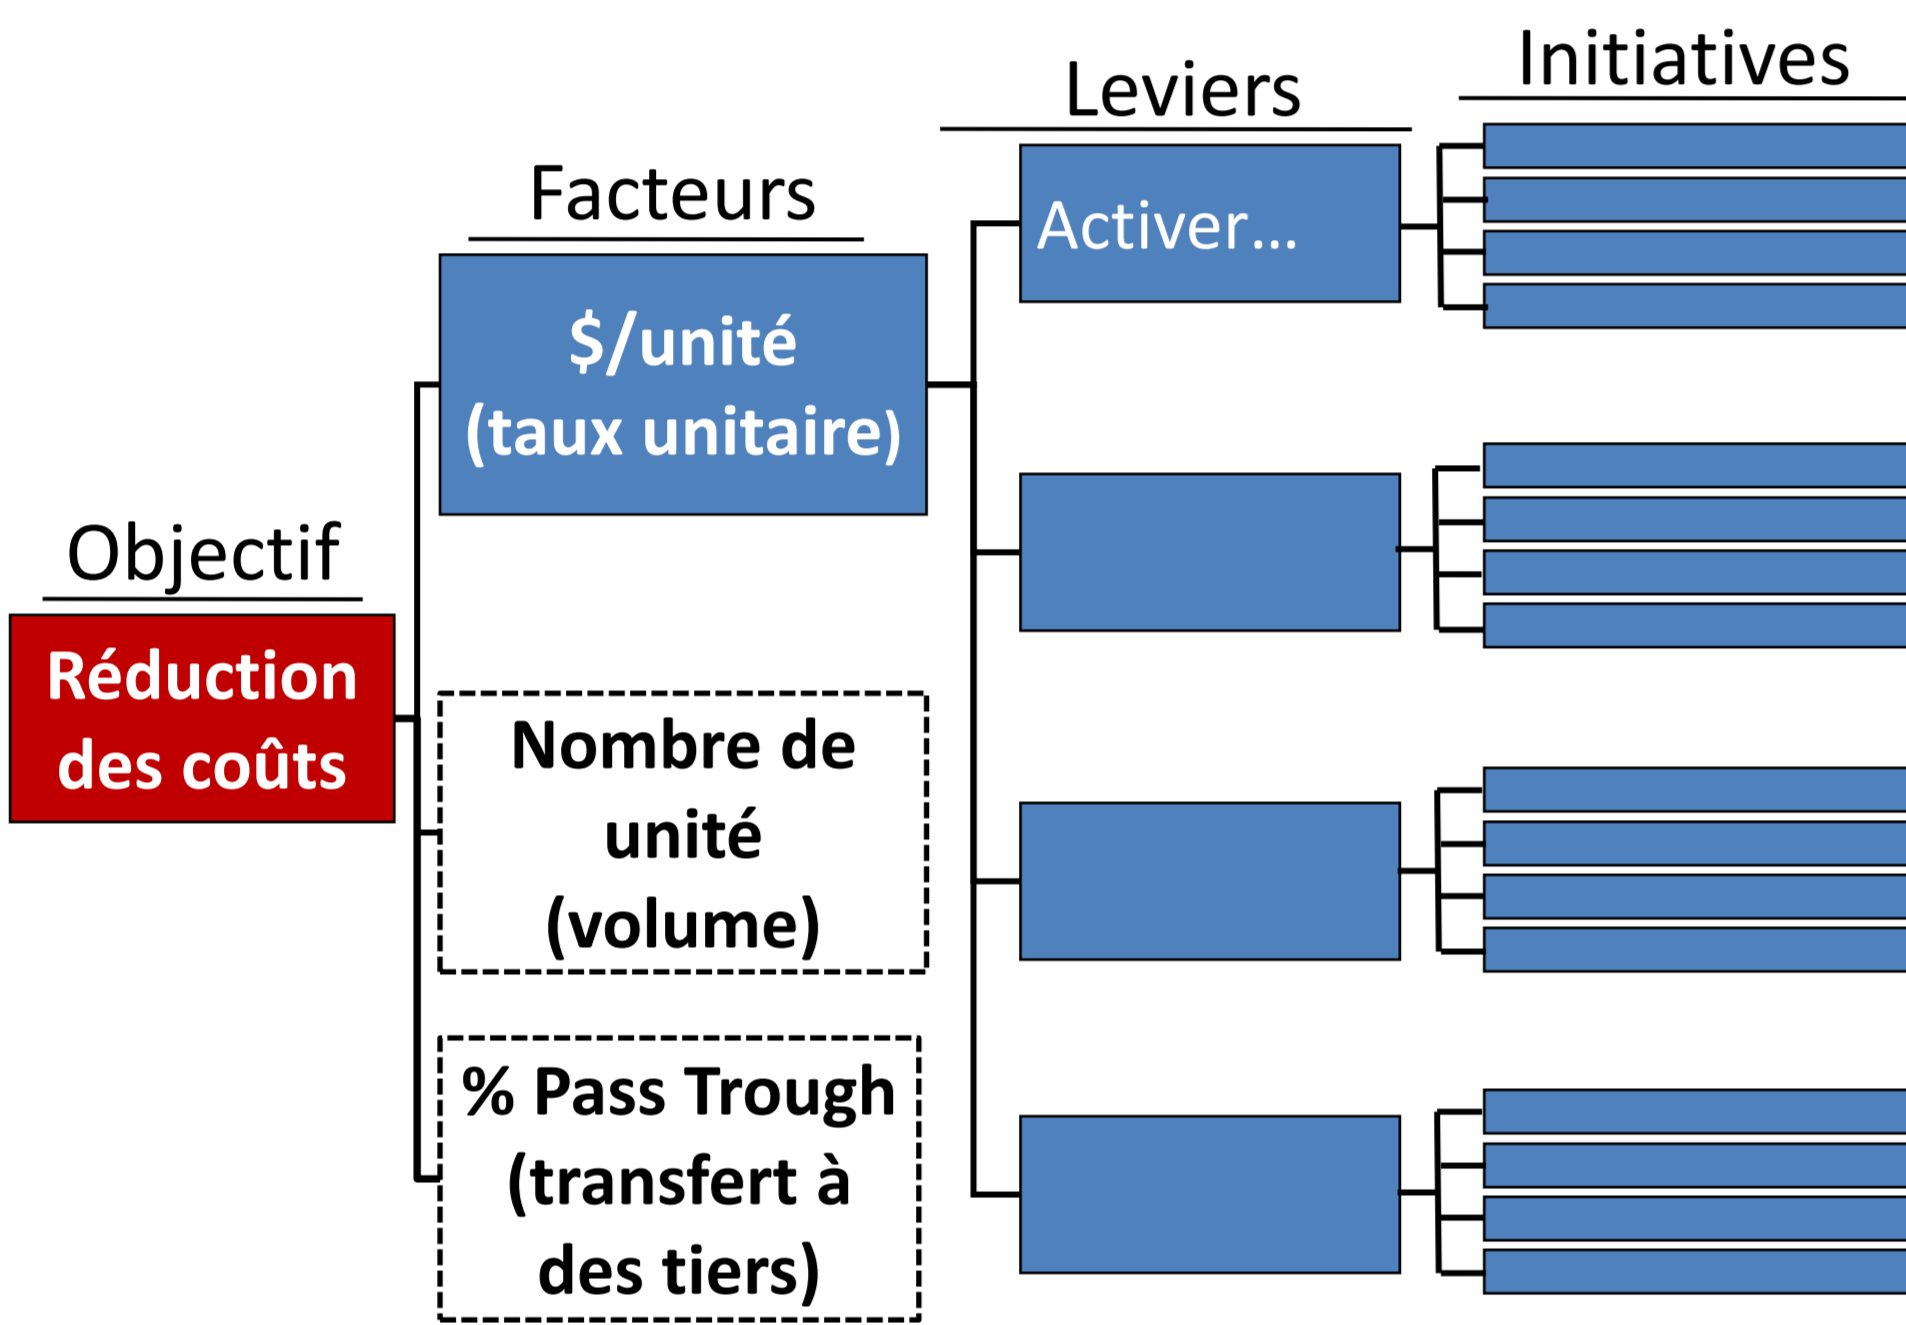 Objectif
Réduction
des coûts
Facteurs
$/unité
(taux unitaire)
Nombre de
unité
(volume)
% Pass Trough
(transfert à
des tiers)
Leviers
Activer…
Initiatives